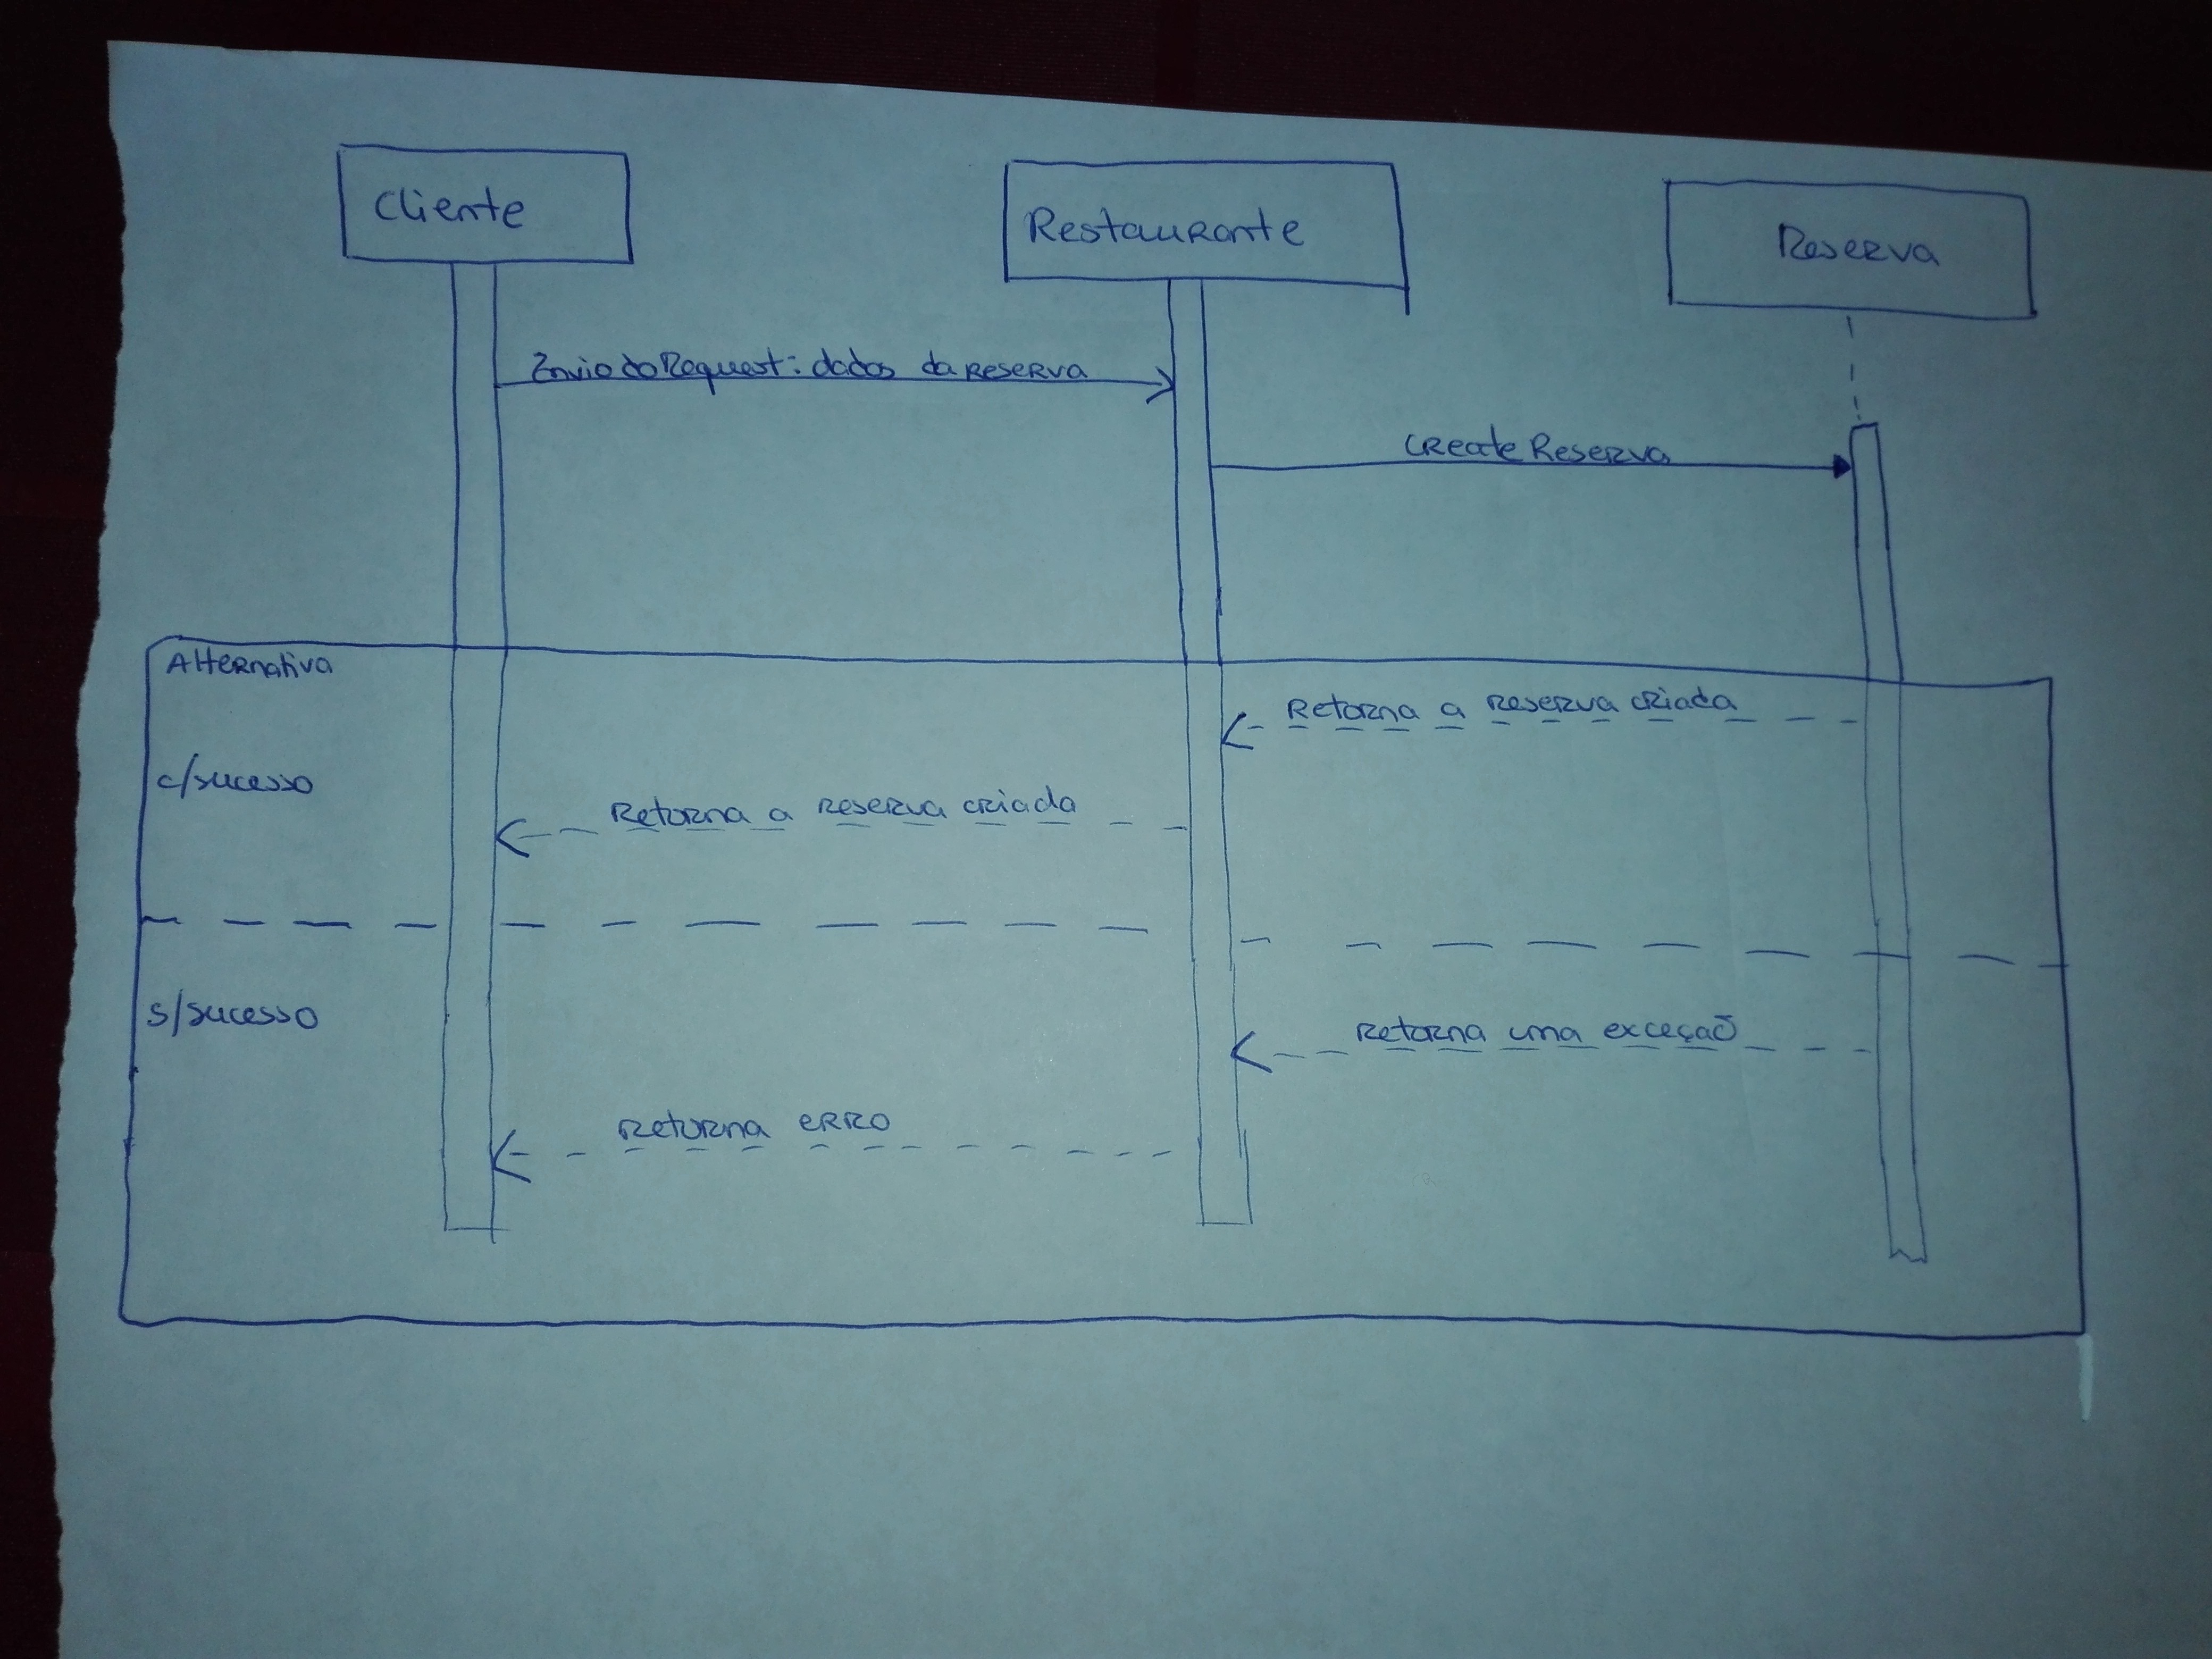 Cliente
Restaurante
Reserva
Envio do Request: dados da reserva
Create Reserva
Alternativa
Retorna a reserva criada
c/sucesso
Retorna a reserva criada
s/sucesso
Retorna uma exceção
Retorna erro